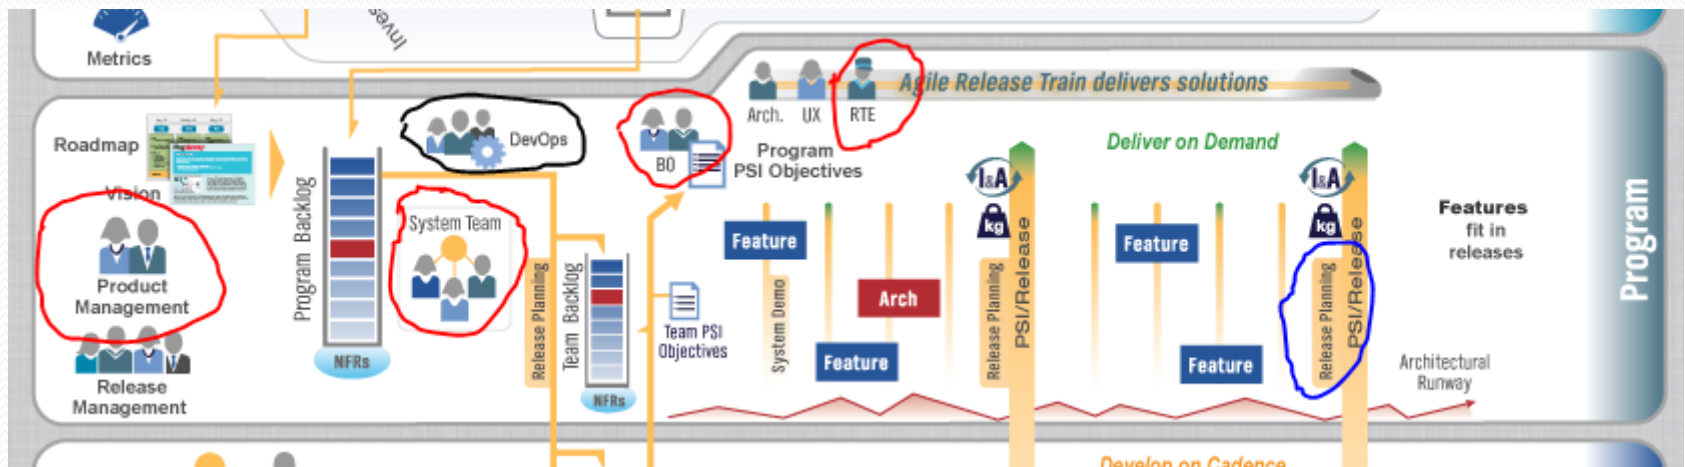 Metrics
Inves
Agile Release Train delivers solutions
Arch.
UX
RTE
Roadmap
Vision
DevOps
BO
Program
PSI Objectives
Deliver on Demand
Product
Management
Release
Management
Program Backlog
NFRs
System Team
Release Planning
Team Backlog
NFRs
Team PSI
Objectives
Feature
System Demo
Feature
Arch
I&A
kg
Release Planning
PSI/Release
Feature
Feature
I&A
kg
Release Planning
PSI/Release
Features
fit in
releases
Architectural
Runway
Program
Develop on Cadence